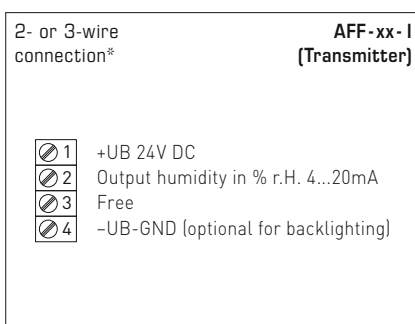 2- or 3-wire AFF-xx-I
connection* (Transmitter)
1 +UB 24V DC
2 Output humidity in % r.H. 4...20mA
3 Free
4 –UB-GND (optional for backlighting)